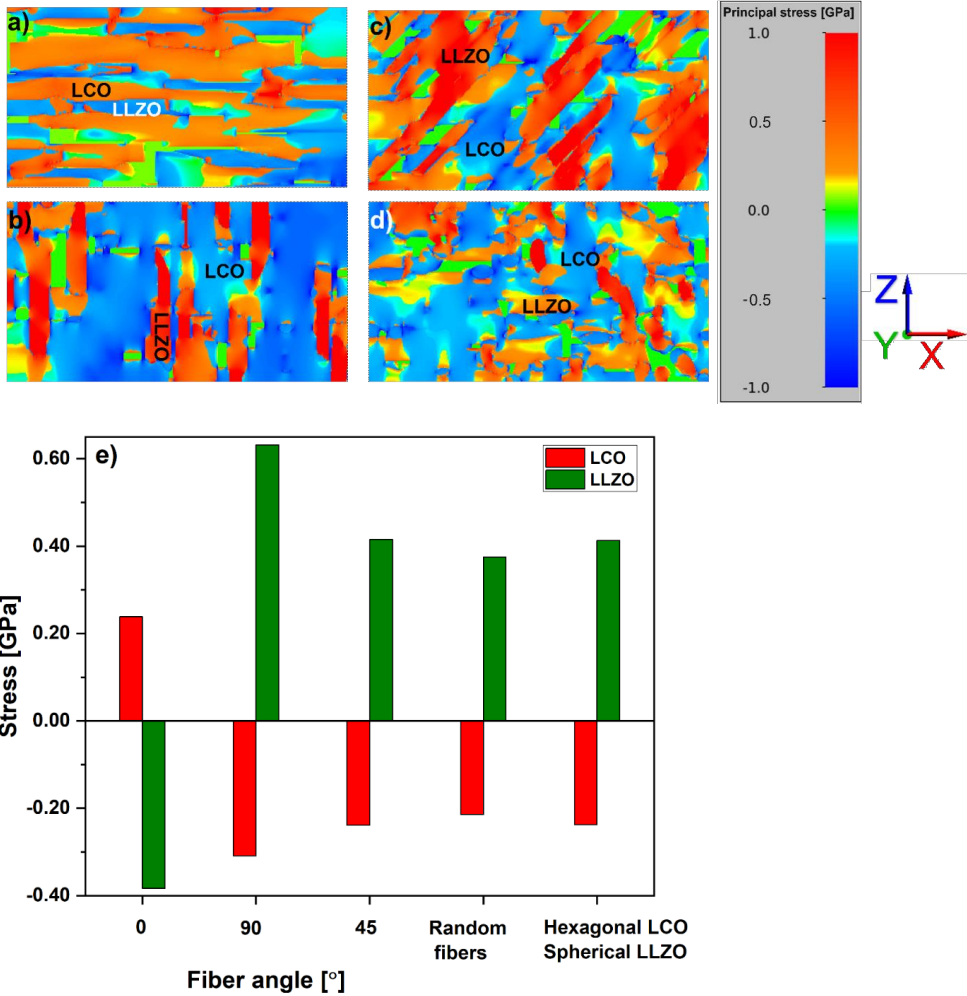 a)
LCO
LLZO
c)
LLZO
LCO
b)
LCO
LLZO
d)
LCO
LLZO
Principal stress [GPa]
1.0
0.5
0.0
-0.5
-1.0
Z
Y
X
e)
LCO
LLZO
Stress [GPa]
0.60
0.40
0.20
0.00
-0.20
-0.40
0
90
45
Random
fibers
Hexagonal LCO
Spherical LLZO
Fiber angle [°]